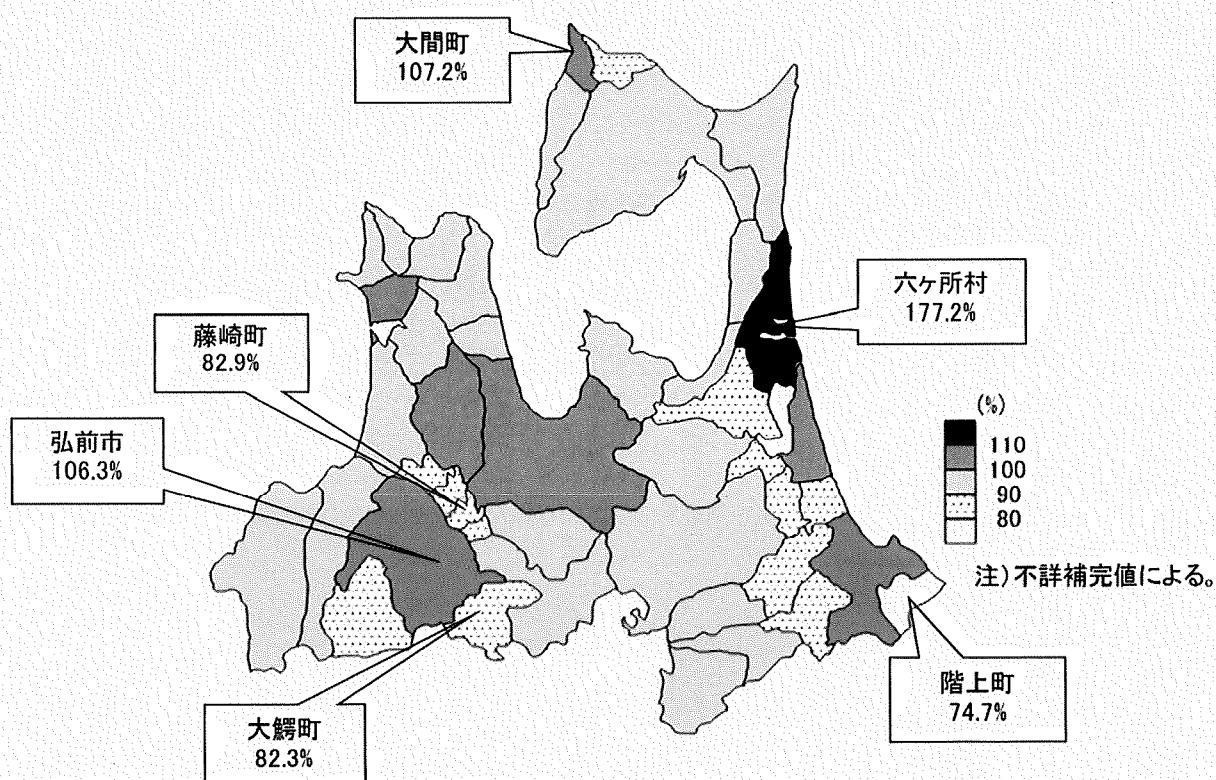 大間町
107.2%
六ヶ所村
177.2%
藤崎町
82.9%
弘前市
106.3%
(%)
110
100
90
80
注)不詳補完値による。
階上町
74.7%
大鰐町
82.3%